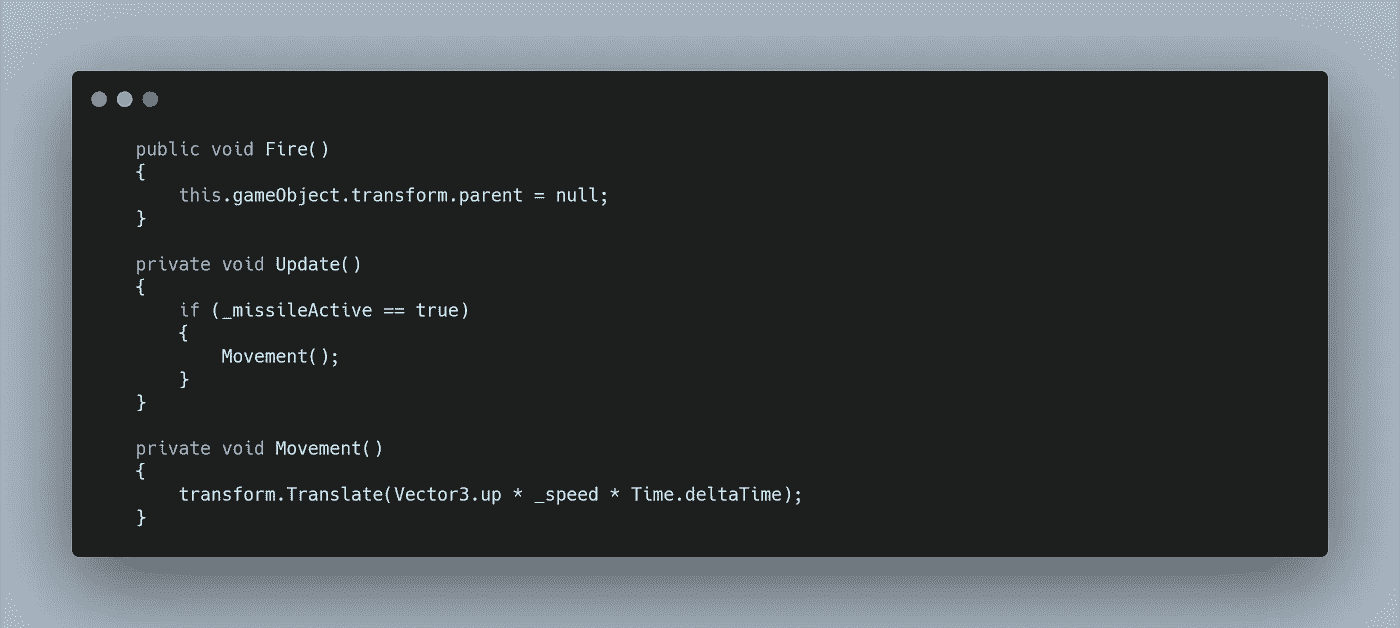 public void Fire()
{
    this.gameObject.transform.parent = null;
}

private void Update()
{
    if (_missileActive == true)
    {
        Movement();
    }
}

private void Movement()
{
    transform.Translate(Vector3.up * _speed * Time.deltaTime);
}